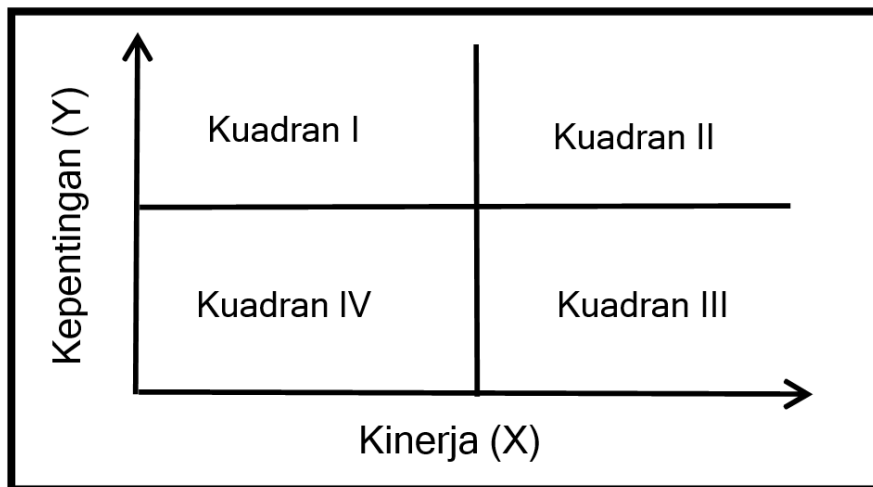 Kepentingan (Y)
Kuadran I
Kuadran II
Kuadran IV
Kuadran III
Kinerja (X)